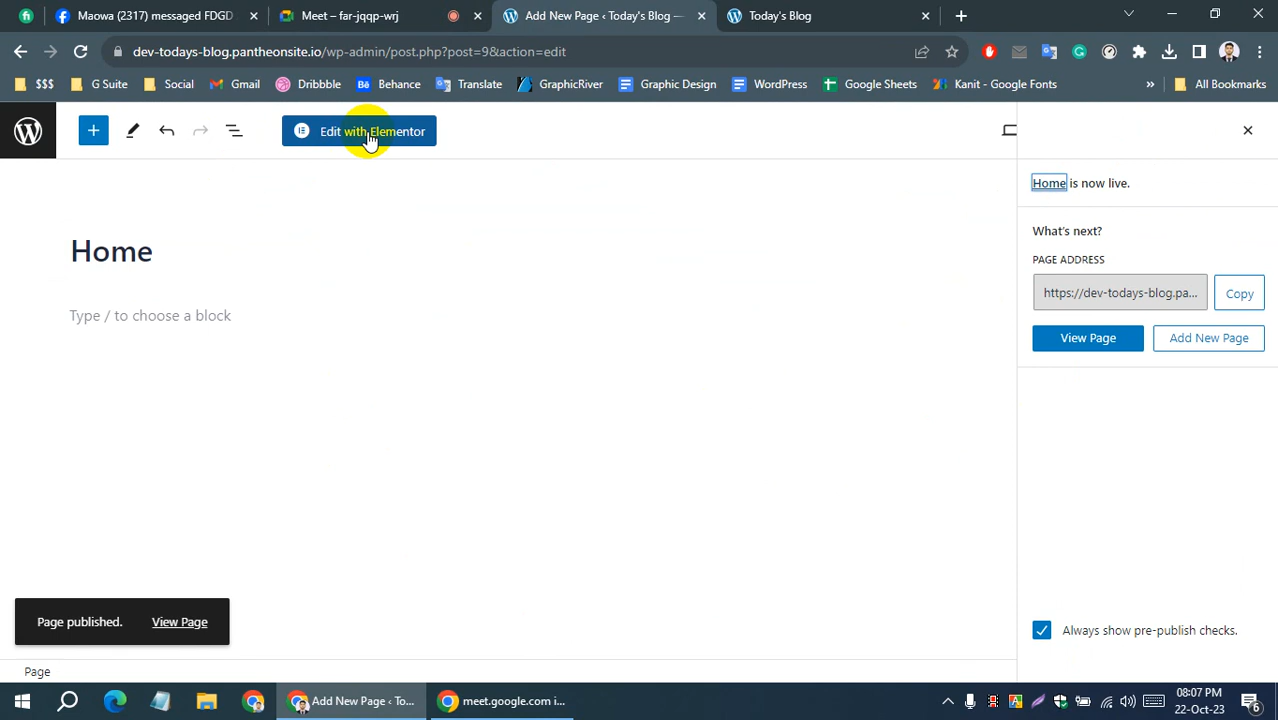 Maowa (2317) messaged FDGD
Meet – far-jqqp-wrj
Add New Page ‹ Today's Blog —
Today's Blog
dev-todays-blog.pantheonsite.io/wp-admin/post.php?post=9&action=edit
$$$
G Suite
Social
Gmail
Dribbble
Behance
Translate
GraphicRiver
Graphic Design
WordPress
Google Sheets
Kanit - Google Fonts
»
All Bookmarks
Edit with Elementor
Home is now live.
Home
What's next?
PAGE ADDRESS
https://dev-todays-blog.pa...
Copy
Type / to choose a block
View Page
Add New Page
Page published.
View Page
Always show pre-publish checks.
Page
Add New Page ‹ To...
meet.google.com i...
08:07 PM
22-Oct-23
6